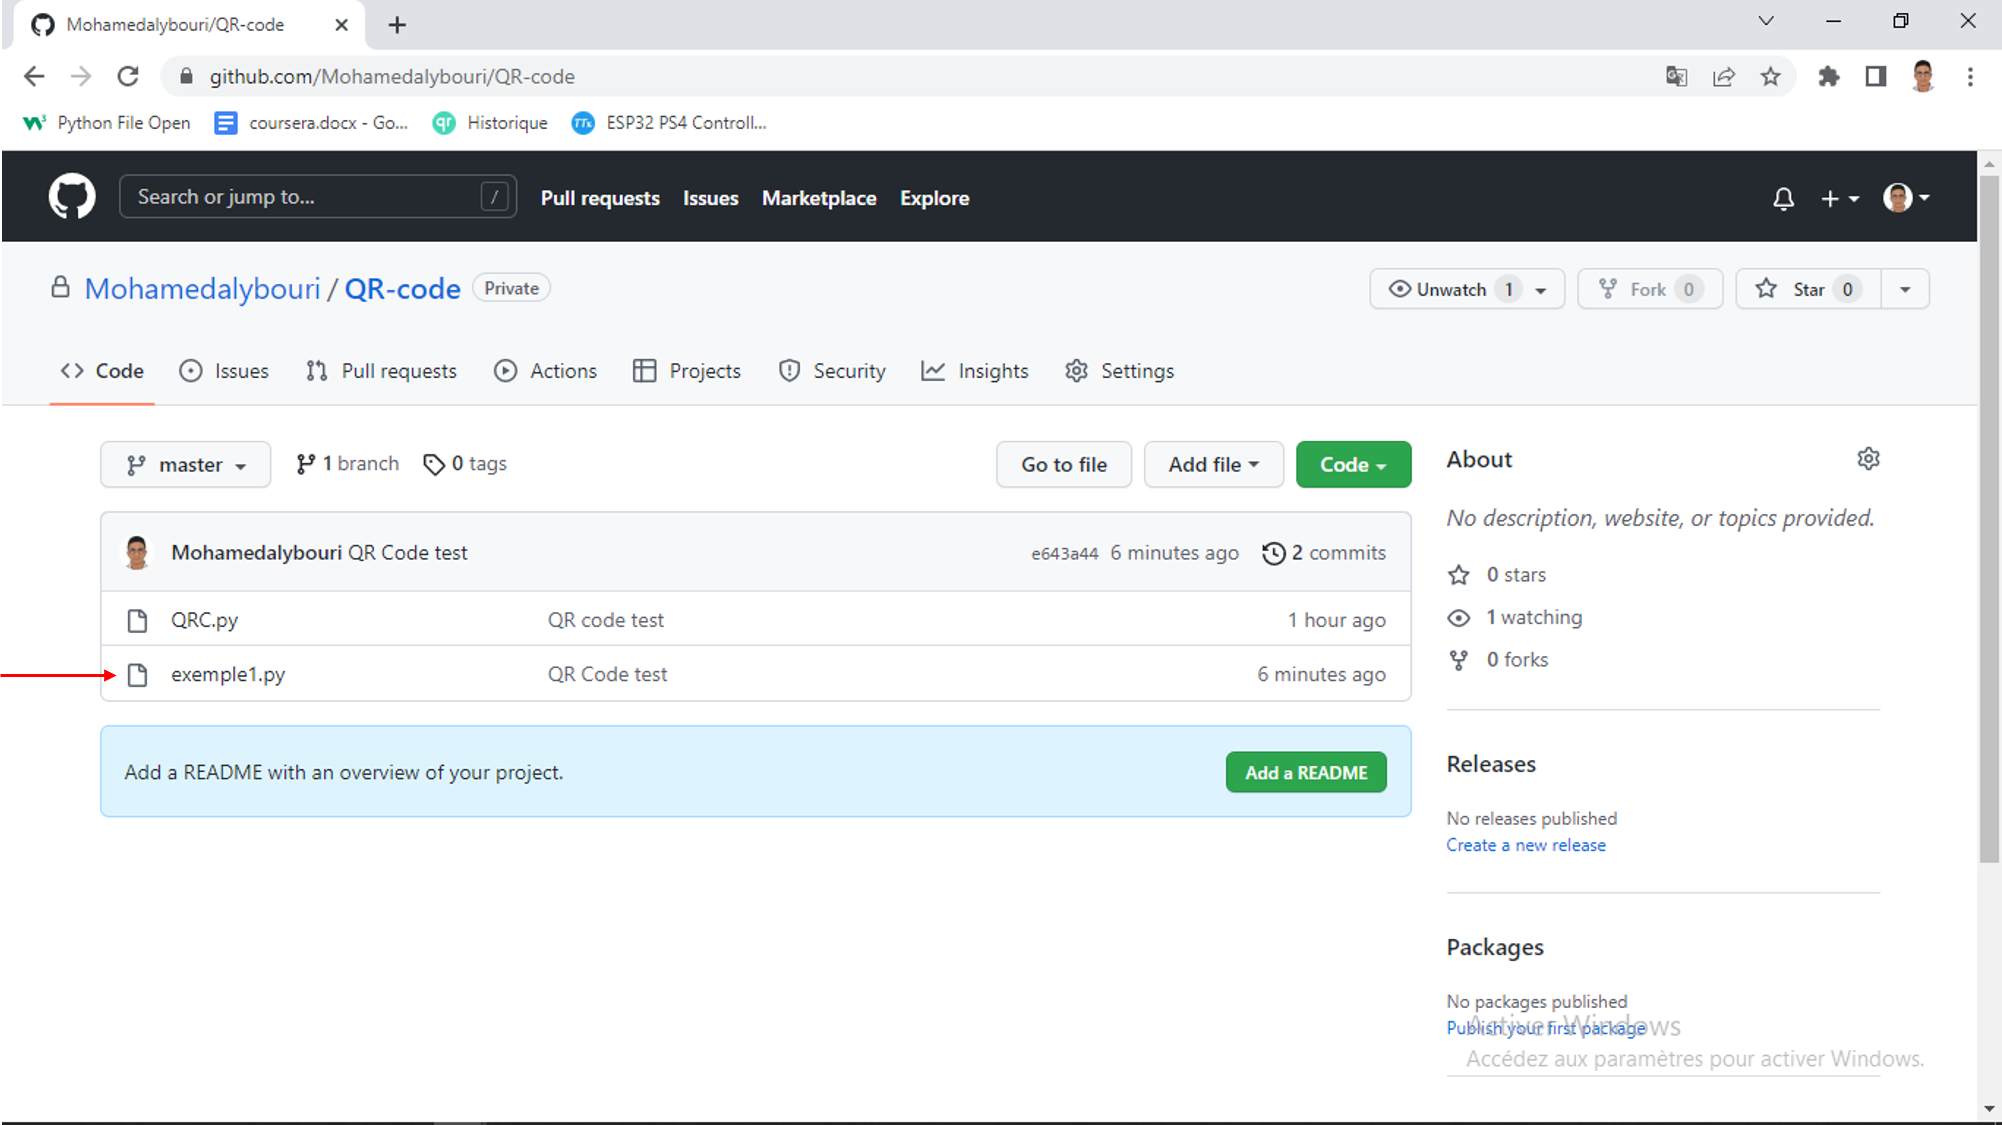 Mohamedalybouri/QR-code
github.com/Mohamedalybouri/QR-code
Python File Open coursera.docx - Go... Historique ESP32 PS4 Controll...
Search or jump to... / Pull requests Issues Marketplace Explore
Mohamedalybouri / QR-code Private Unwatch 1 Fork 0 Star 0
Code Issues Pull requests Actions Projects Security Insights Settings
master 1 branch 0 tags Go to file Add file Code
Mohamedalybouri QR Code test e643a44 6 minutes ago 2 commits
QRC.py QR code test 1 hour ago
exemple1.py QR Code test 6 minutes ago
Add a README with an overview of your project. Add a README
About
No description, website, or topics provided.
0 stars
1 watching
0 forks
Releases
No releases published
Create a new release
Packages
No packages published
Publish your first package
Activer Windows
Accédez aux paramètres pour activer Windows.